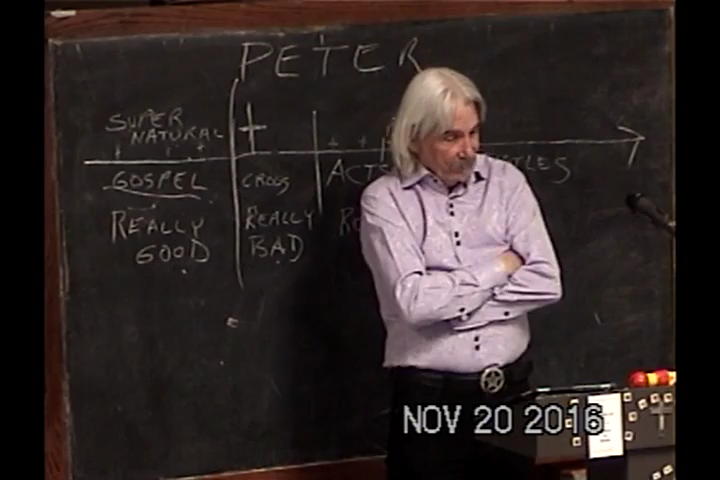 PETER
SUPER
NATURAL
GOSPEL CROSS ACTS
REALLY REALLY
GOOD BAD
NOV 20 2016